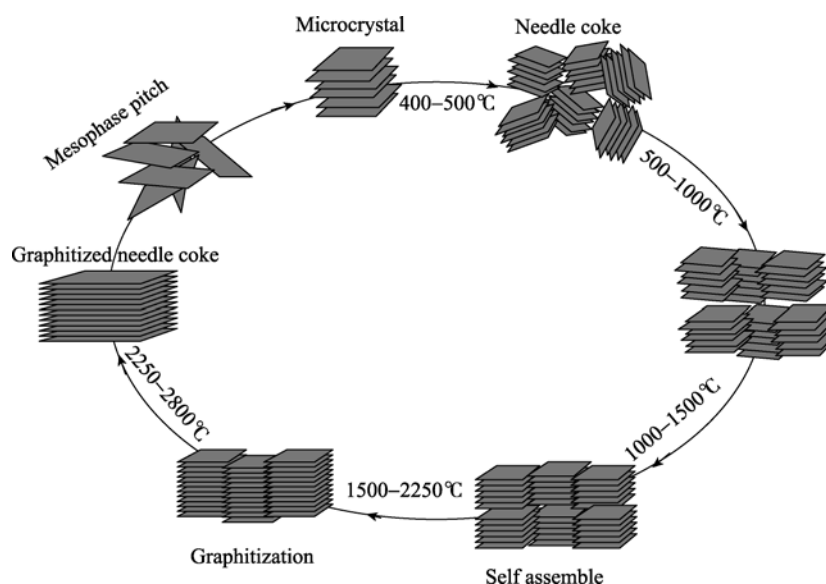 Microcrystal
Needle coke
400–500℃
Mesophase pitch
500–1000℃
Graphitized needle coke
2250–2800℃
1000–1500℃
1500–2250℃
Graphitization
Self assemble